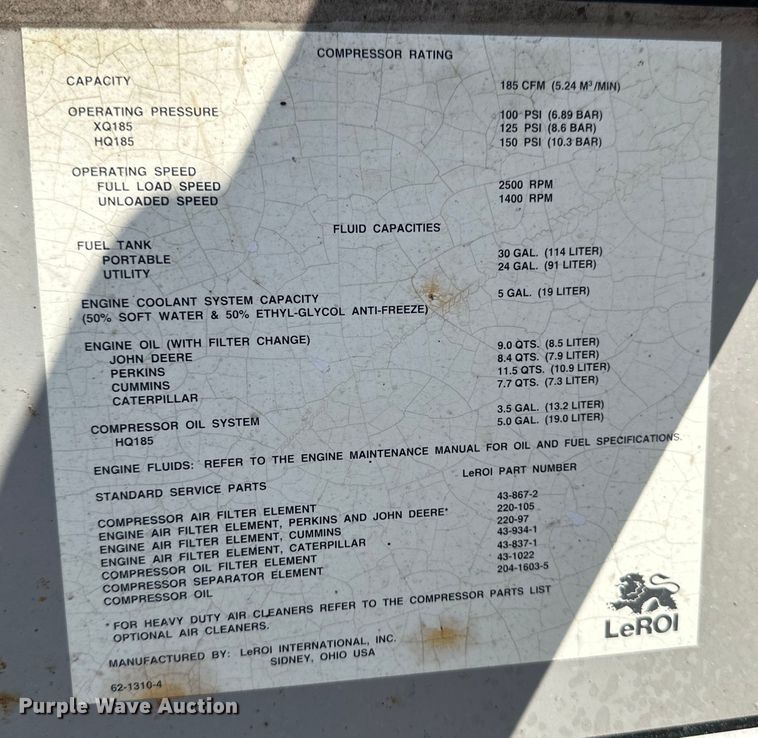 COMPRESSOR RATING
CAPACITY 185 CFM (5.24 M³/MIN)
OPERATING PRESSURE 100 PSI (6.89 BAR)
XQ185 125 PSI (8.6 BAR)
HQ185 150 PSI (10.3 BAR)
OPERATING SPEED
FULL LOAD SPEED 2500 RPM
UNLOADED SPEED 1400 RPM
FLUID CAPACITIES
FUEL TANK
PORTABLE 30 GAL. (114 LITER)
UTILITY 24 GAL. (91 LITER)
ENGINE COOLANT SYSTEM CAPACITY 5 GAL. (19 LITER)
(50% SOFT WATER & 50% ETHYL-GLYCOL ANTI-FREEZE)
ENGINE OIL (WITH FILTER CHANGE)
JOHN DEERE 9.0 QTS. (8.5 LITER)
PERKINS 8.4 QTS. (7.9 LITER)
CUMMINS 11.5 QTS. (10.9 LITER)
CATERPILLAR 7.7 QTS. (7.3 LITER)
COMPRESSOR OIL SYSTEM 3.5 GAL. (13.2 LITER)
HQ185 5.0 GAL. (19.0 LITER)
ENGINE FLUIDS: REFER TO THE ENGINE MAINTENANCE MANUAL FOR OIL AND FUEL SPECIFICATIONS.
STANDARD SERVICE PARTS LeROI PART NUMBER
COMPRESSOR AIR FILTER ELEMENT 43-867-2
ENGINE AIR FILTER ELEMENT, PERKINS AND JOHN DEERE* 220-105
ENGINE AIR FILTER ELEMENT, CUMMINS 220-97
ENGINE AIR FILTER ELEMENT, CATERPILLAR 43-934-1
COMPRESSOR OIL FILTER ELEMENT 43-837-1
COMPRESSOR SEPARATOR ELEMENT 43-1022
COMPRESSOR OIL 204-1603-5
* FOR HEAVY DUTY AIR CLEANERS REFER TO THE COMPRESSOR PARTS LIST
OPTIONAL AIR CLEANERS.
MANUFACTURED BY: LeROI INTERNATIONAL, INC.
SIDNEY, OHIO USA
LeROI
62-1310-4
Purple Wave Auction